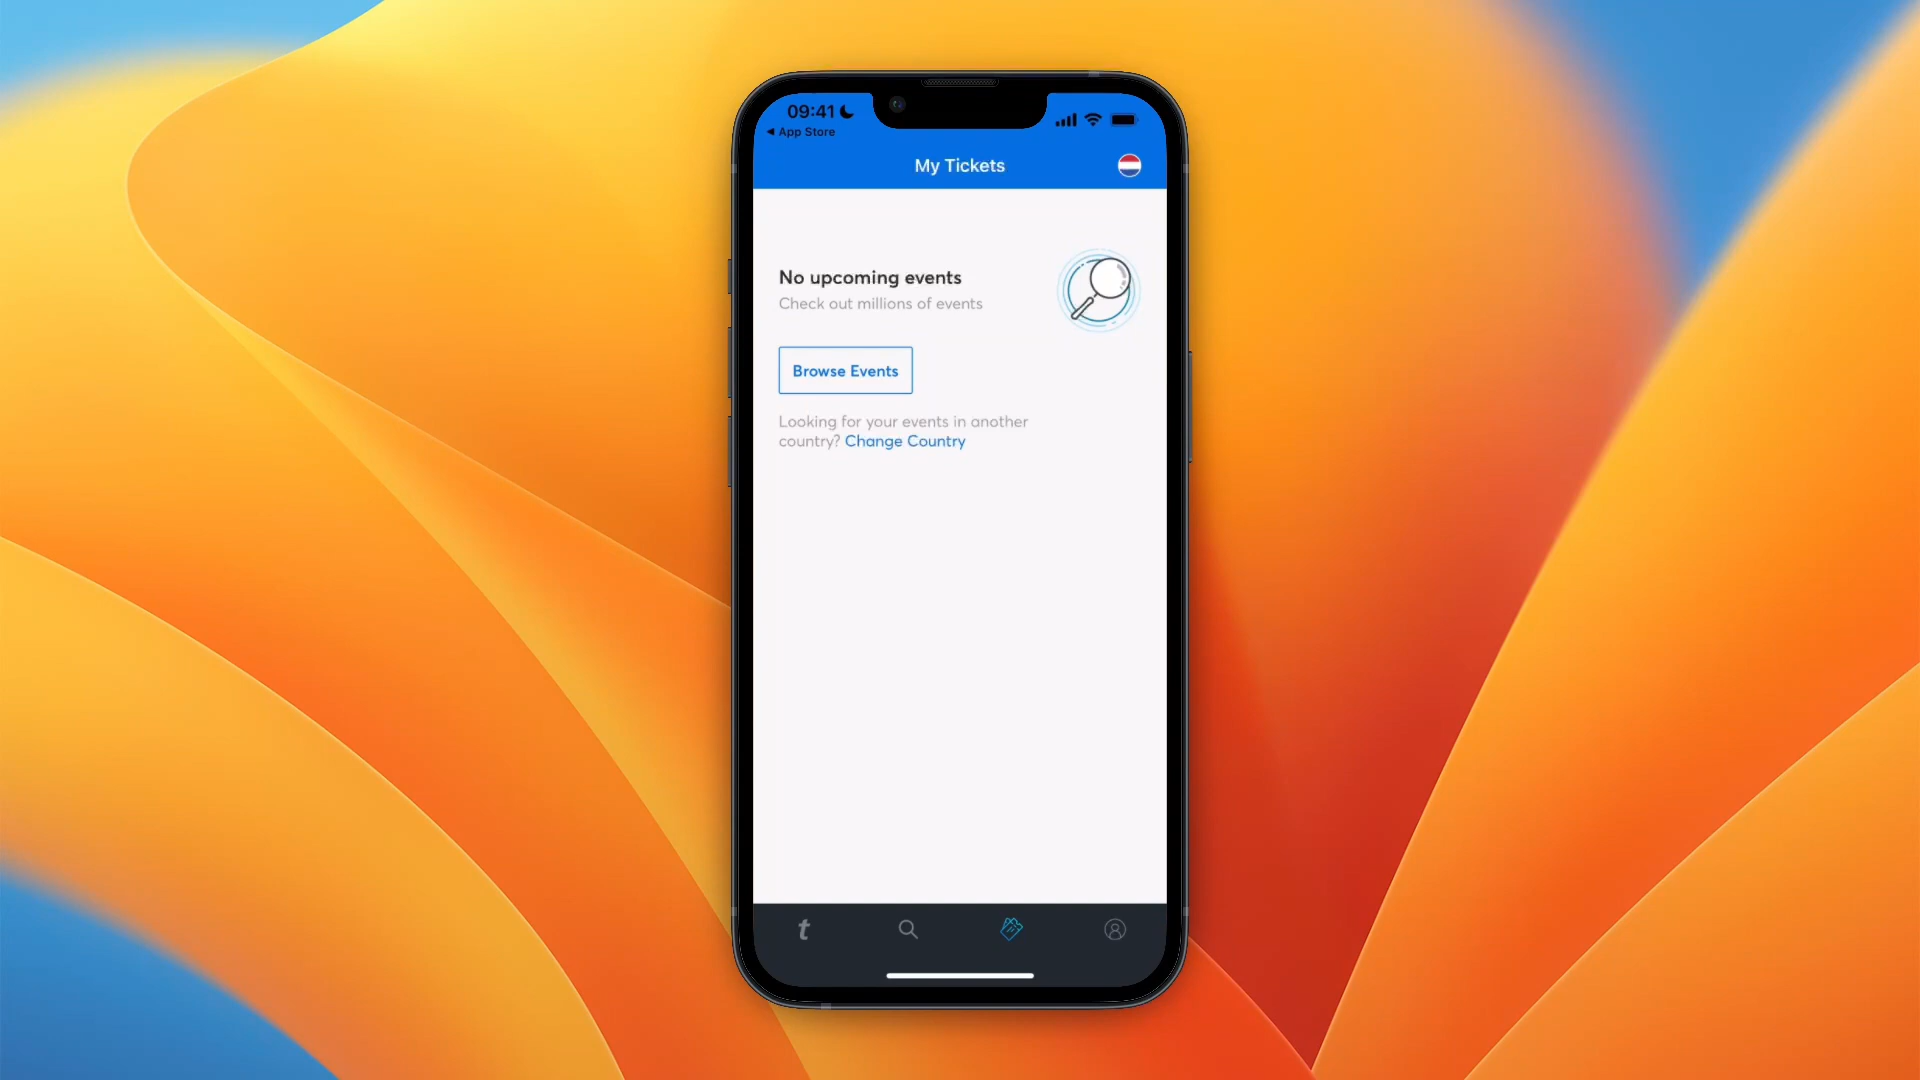 09:41
◀ App Store
My Tickets
No upcoming events
Check out millions of events
Browse Events
Looking for your events in another
country? Change Country
t